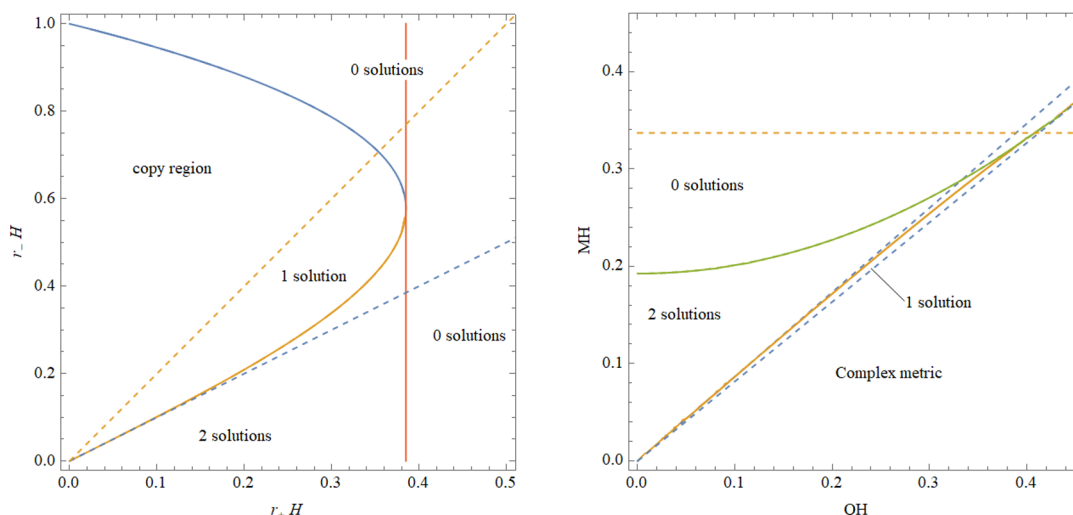 1.0
0.8
0.6
0.4
0.2
0.0
r_ H
0 solutions
copy region
1 solution
0 solutions
2 solutions
0.0 0.1 0.2 0.3 0.4 0.5
r+ H
0.4
0.3
0.2
0.1
0.0
MH
0 solutions
2 solutions
1 solution
Complex metric
0.0 0.1 0.2 0.3 0.4
QH